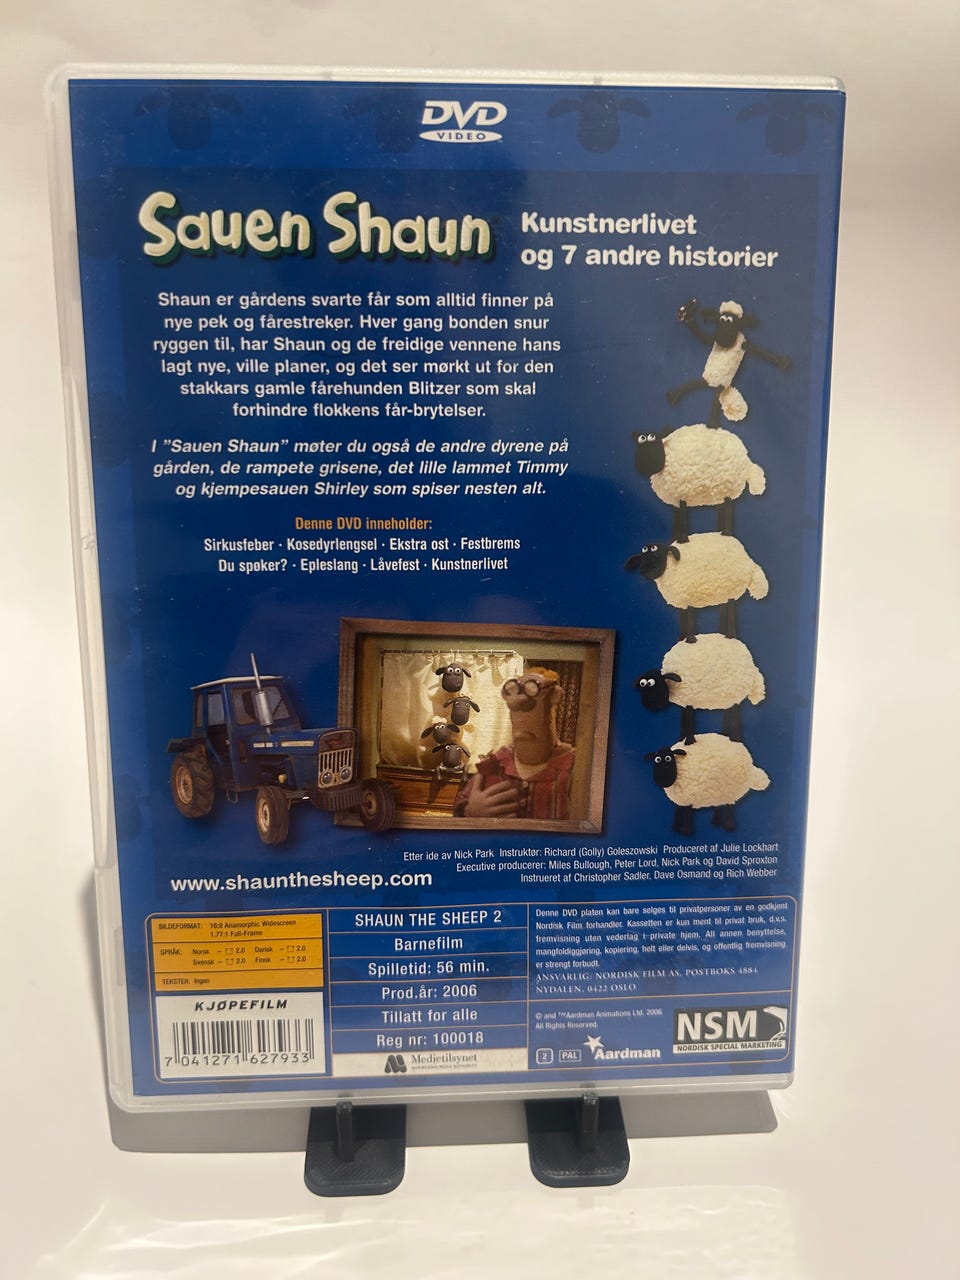 DVD
VIDEO
Sauen Shaun
Kunstnerlivet
og 7 andre historier
Shaun er gårdens svarte får som alltid finner på
nye pek og fårestreker. Hver gang bonden snur
ryggen til, har Shaun og de freidige vennene hans
lagt nye, ville planer, og det ser mørkt ut for den
stakkars gamle fårehunden Blitzer som skal
forhindre flokkens får-brytelser.
I ”Sauen Shaun” møter du også de andre dyrene på
gården, de rampete grisene, det lille lammet Timmy
og kjempesauen Shirley som spiser nesten alt.
Denne DVD inneholder:
Sirkusfeber · Kosedyrlengsel · Ekstra ost · Festbrems
Du spøker? · Epleslang · Låvefest · Kunstnerlivet
Etter ide av Nick Park Instruktør: Richard (Golly) Goleszowski Produceret af Julie Lockhart
Executive producerer: Miles Bullough, Peter Lord, Nick Park og David Sproxton
Instrueret af Christopher Sadler, Dave Osmand og Rich Webber
www.shaunthesheep.com
BILDEFORMAT: 16:9 Anamorphic Widescreen
1.77:1 Full-Frame
SPRÅK: Norsk - 2.0 Dansk - 2.0
Svensk - 2.0 Finsk - 2.0
TEKSTER: Ingen
KJØPEFILM
7 041271 627933
SHAUN THE SHEEP 2
Barnefilm
Spilletid: 56 min.
Prod.år: 2006
Tillatt for alle
Reg nr: 100018
Medietilsynet
NORWEGIAN MEDIA AUTHORITY
Denne DVD platen kan bare selges til privatpersoner av en godkjent
Nordisk Film forhandler. Kassetten er kun ment til privat bruk, d.v.s.
fremvisning uten vederlag i private hjem. All annen benyttelse,
mangfoldiggjøring, kopiering, helt eller delvis, og offentlig fremvisning
er strengt forbudt.
ANSVARLIG: NORDISK FILM AS, POSTBOKS 4884
NYDALEN, 0422 OSLO
© and ™Aardman Animations Ltd. 2006
All Rights Reserved.
2 PAL Aardman
NSM
NORDISK SPECIAL MARKETING